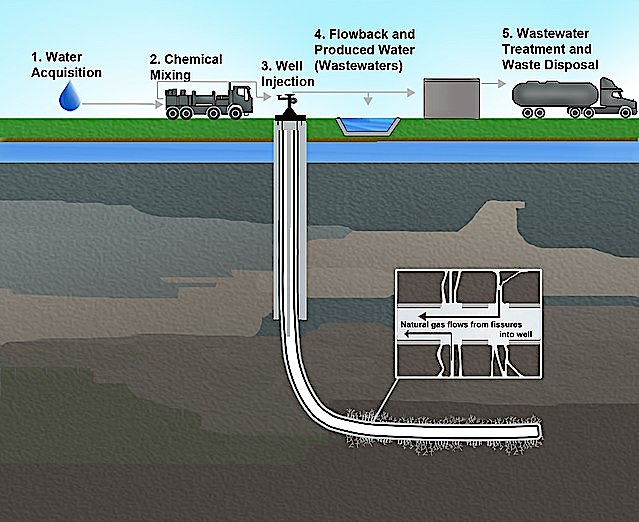 1. Water
Acquisition
2. Chemical
Mixing
3. Well
Injection
4. Flowback and
Produced Water
(Wastewaters)
5. Wastewater
Treatment and
Waste Disposal
Natural gas flows from fissures
into well